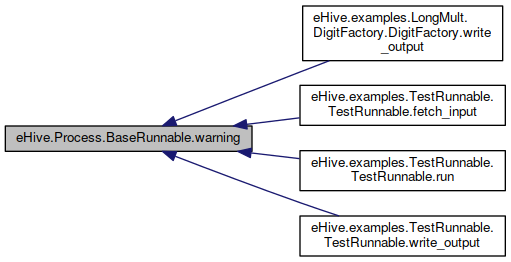 eHive.examples.LongMult.
DigitFactory.DigitFactory.write
_output
eHive.examples.TestRunnable.
TestRunnable.fetch_input
eHive.Process.BaseRunnable.warning
eHive.examples.TestRunnable.
TestRunnable.run
eHive.examples.TestRunnable.
TestRunnable.write_output